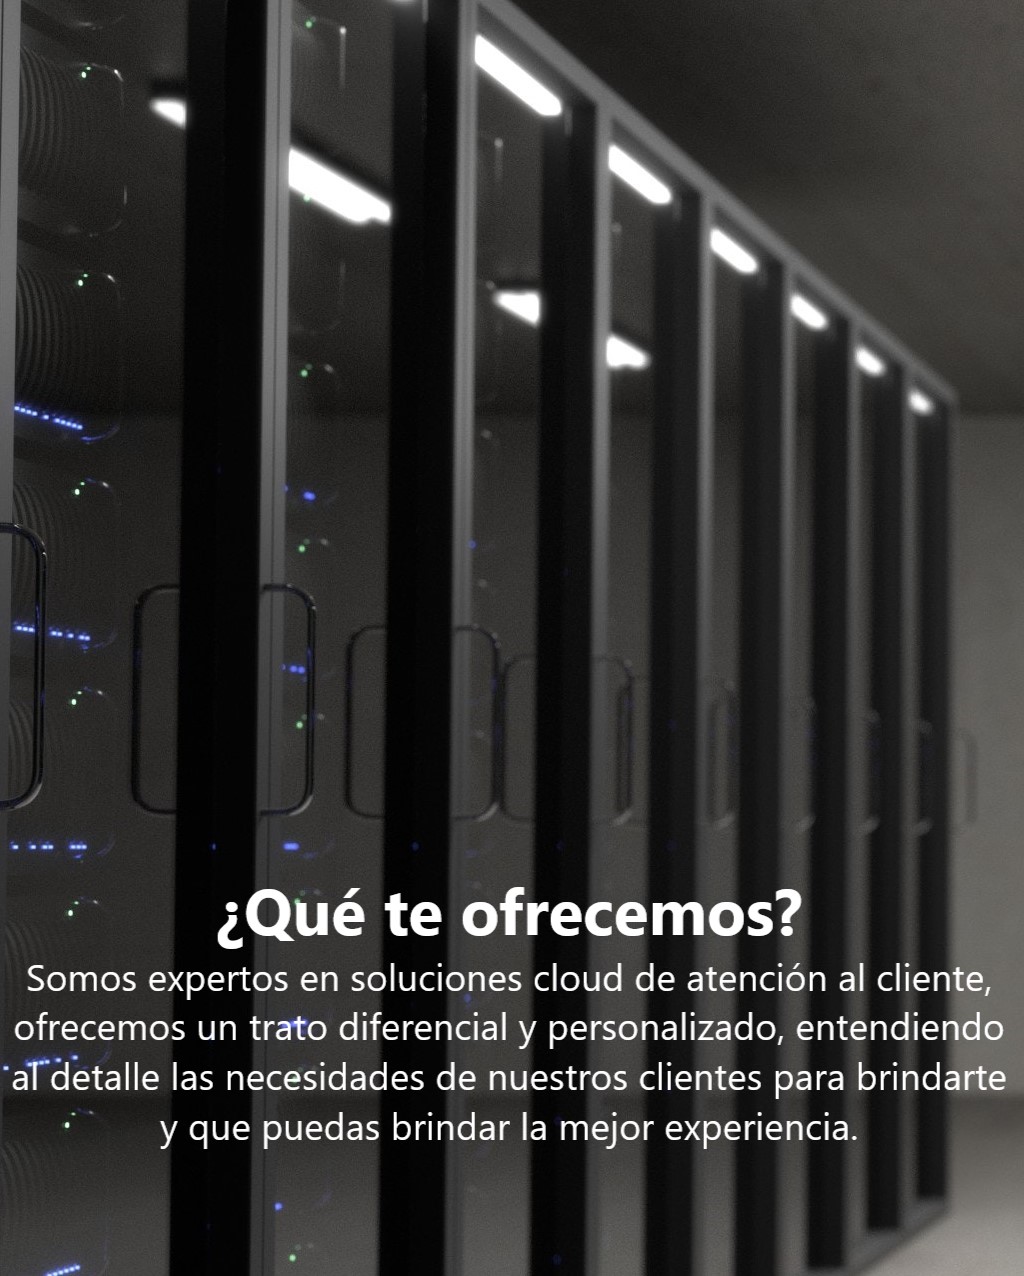 ¿Qué te ofrecemos?
Somos expertos en soluciones cloud de atención al cliente,
ofrecemos un trato diferencial y personalizado, entendiendo
al detalle las necesidades de nuestros clientes para brindarte
y que puedas brindar la mejor experiencia.